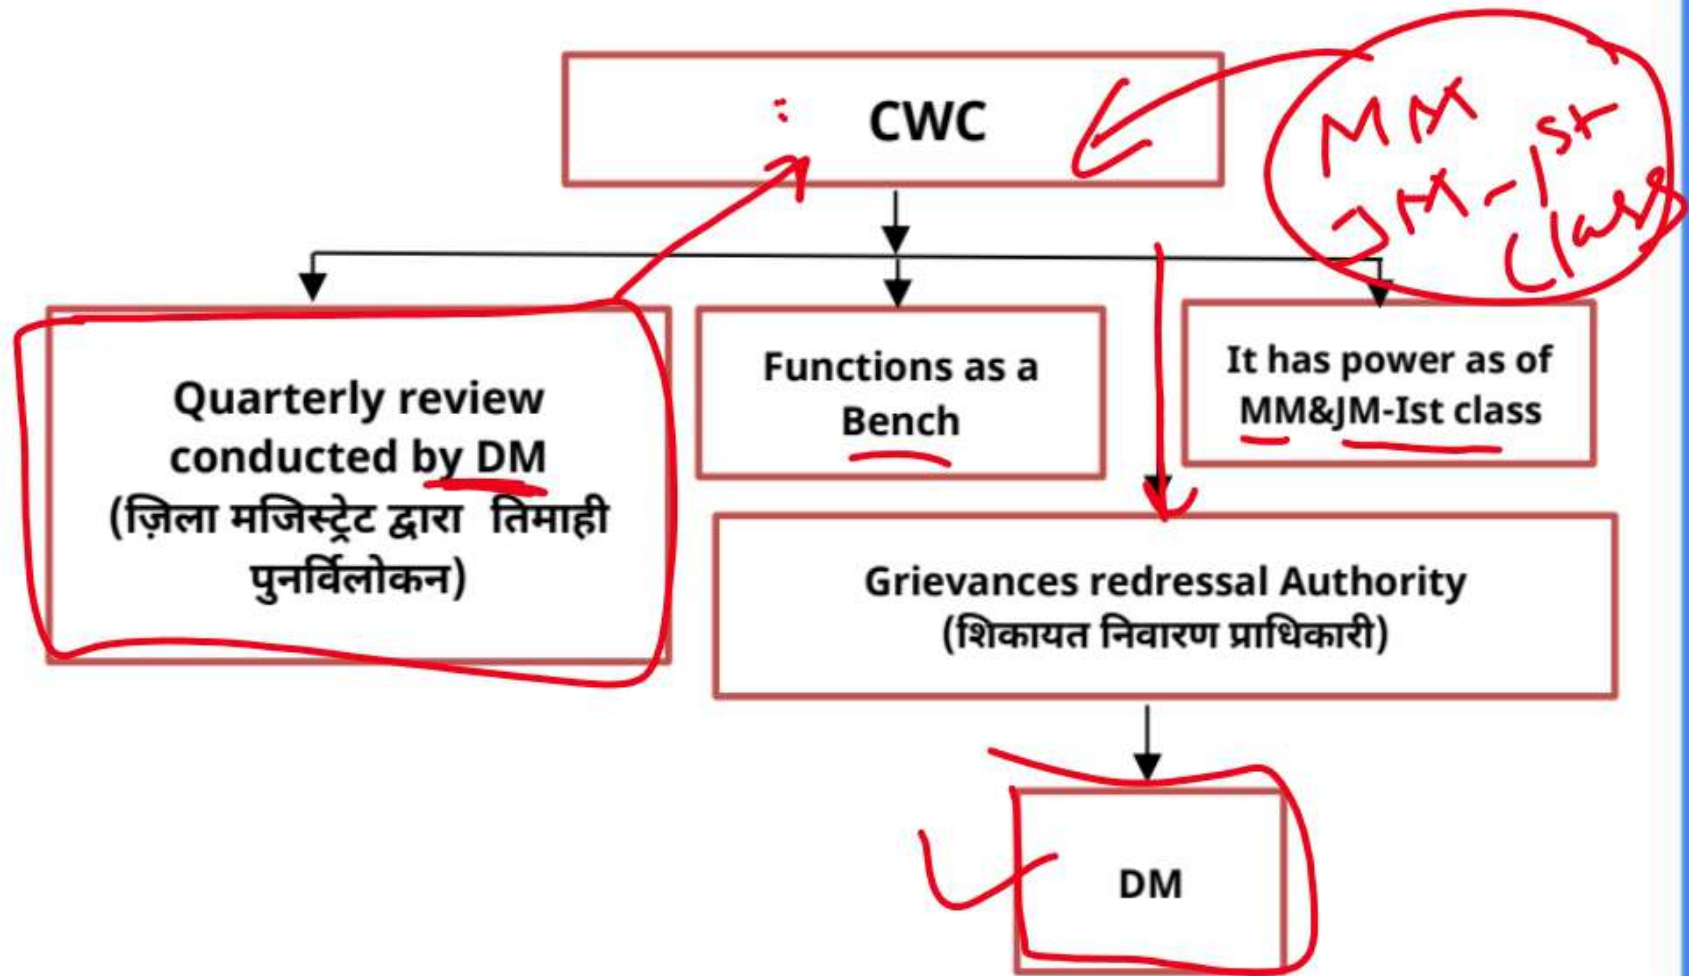 CWC
MM
JM-1st
class
Quarterly review
conducted by DM
(ज़िला मजिस्ट्रेट द्वारा तिमाही
पुनर्विलोकन)
Functions as a
Bench
It has power as of
MM&JM-Ist class
Grievances redressal Authority
(शिकायत निवारण प्राधिकारी)
DM